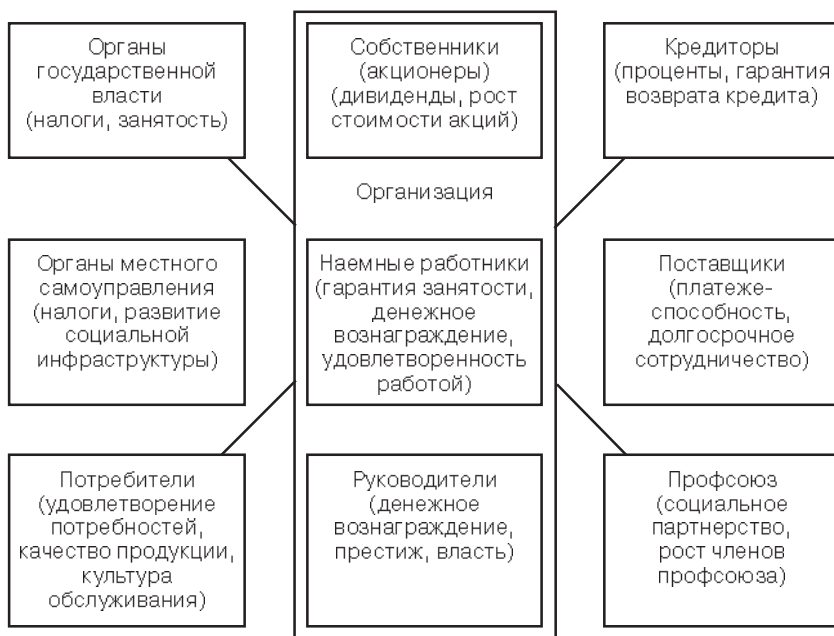 Органы
государственной
власти
(налоги, занятость)
Собственники
(акционеры)
(дивиденды, рост
стоимости акций)
Кредиторы
(проценты, гарантия
возврата кредита)
Организация
Органы местного
самоуправления
(налоги, развитие
социальной
инфраструктуры)
Наемные работники
(гарантия занятости,
денежное
вознаграждение,
удовлетворенность
работой)
Поставщики
(платеже-
способность,
долгосрочное
сотрудничество)
Потребители
(удовлетворение
потребностей,
качество продукции,
культура
обслуживания)
Руководители
(денежное
вознаграждение,
престиж, власть)
Профсоюз
(социальное
партнерство,
рост членов
профсоюза)